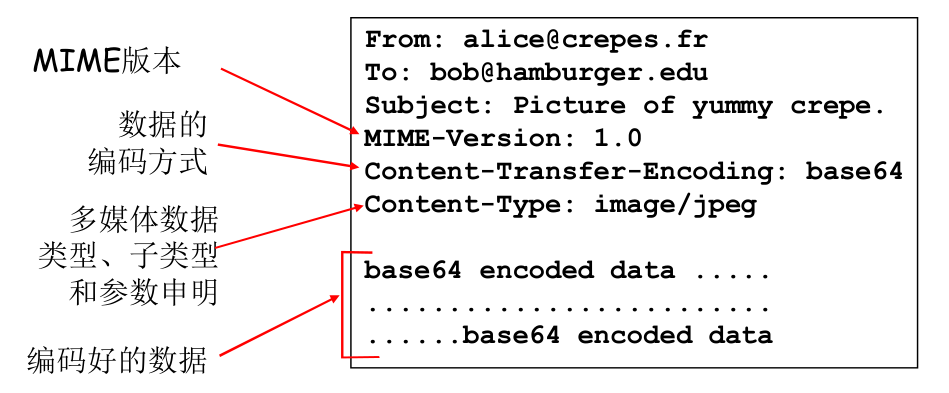 MIME版本
数据的
编码方式
多媒体数据
类型、子类型
和参数申明
编码好的数据
From: alice@crepes.fr
To: bob@hamburger.edu
Subject: Picture of yummy crepe.
MIME-Version: 1.0
Content-Transfer-Encoding: base64
Content-Type: image/jpeg
base64 encoded data .....
.........................
......base64 encoded data